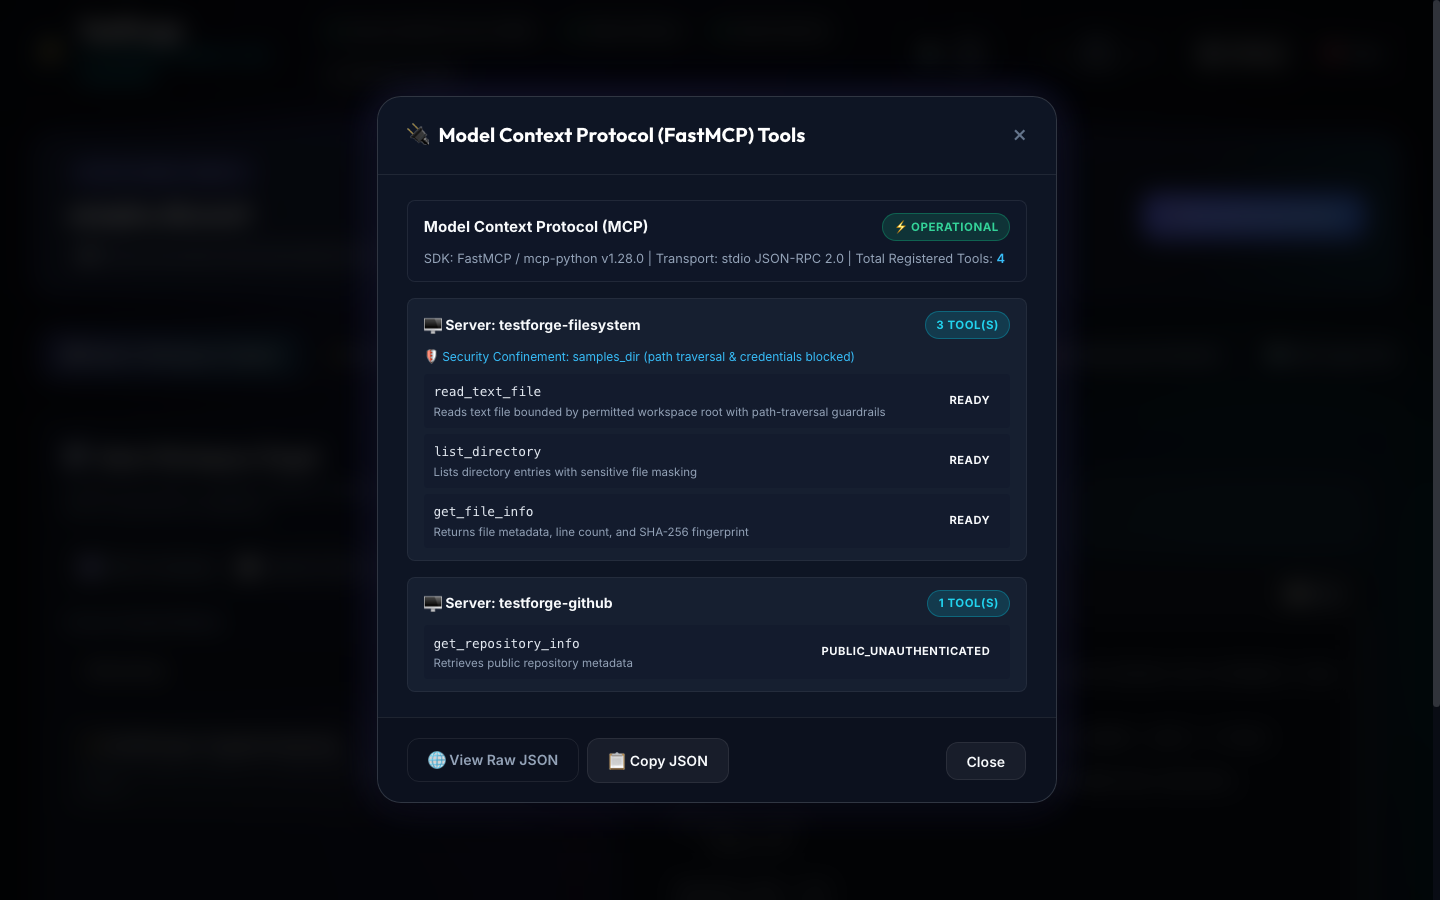 Model Context Protocol (FastMCP) Tools
×
Model Context Protocol (MCP)
⚡ OPERATIONAL
SDK: FastMCP / mcp-python v1.28.0 | Transport: stdio JSON-RPC 2.0 | Total Registered Tools: 4
Server: testforge-filesystem
3 TOOL(S)
Security Confinement: samples_dir (path traversal & credentials blocked)
read_text_file
Reads text file bounded by permitted workspace root with path-traversal guardrails
READY
list_directory
Lists directory entries with sensitive file masking
READY
get_file_info
Returns file metadata, line count, and SHA-256 fingerprint
READY
Server: testforge-github
1 TOOL(S)
get_repository_info
Retrieves public repository metadata
PUBLIC_UNAUTHENTICATED
View Raw JSON
Copy JSON
Close